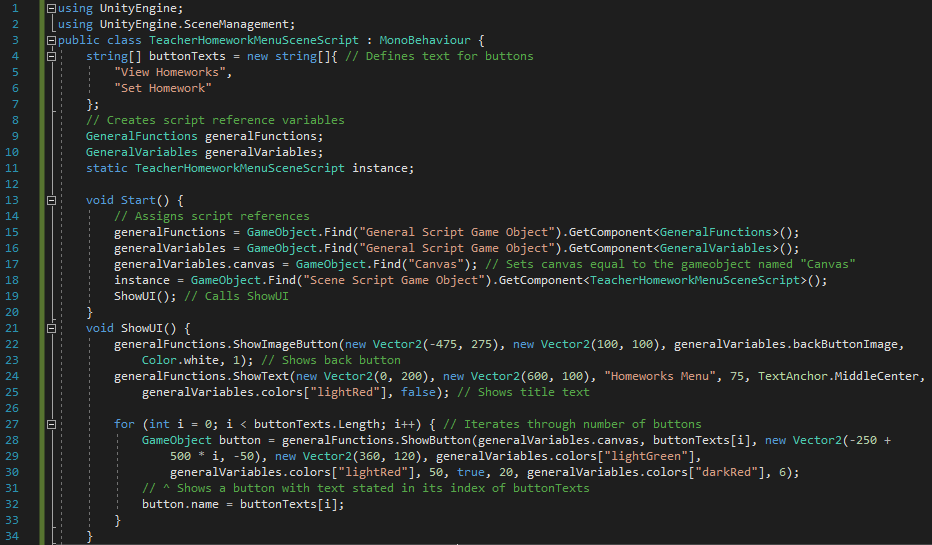 1 using UnityEngine;
2 using UnityEngine.SceneManagement;
3 public class TeacherHomeworkMenuSceneScript : MonoBehaviour {
4 string[] buttonTexts = new string[]{ // Defines text for buttons
5 "View Homeworks",
6 "Set Homework"
7 };
8 // Creates script reference variables
9 GeneralFunctions generalFunctions;
10 GeneralVariables generalVariables;
11 static TeacherHomeworkMenuSceneScript instance;
12
13 void Start() {
14 // Assigns script references
15 generalFunctions = GameObject.Find("General Script Game Object").GetComponent<GeneralFunctions>();
16 generalVariables = GameObject.Find("General Script Game Object").GetComponent<GeneralVariables>();
17 generalVariables.canvas = GameObject.Find("Canvas"); // Sets canvas equal to the gameobject named "Canvas"
18 instance = GameObject.Find("Scene Script Game Object").GetComponent<TeacherHomeworkMenuSceneScript>();
19 ShowUI(); // Calls ShowUI
20 }
21 void ShowUI() {
22 generalFunctions.ShowImageButton(new Vector2(-475, 275), new Vector2(100, 100), generalVariables.backButtonImage,
23 Color.white, 1); // Shows back button
24 generalFunctions.ShowText(new Vector2(0, 200), new Vector2(600, 100), "Homeworks Menu", 75, TextAnchor.MiddleCenter,
25 generalVariables.colors["lightRed"], false); // Shows title text
26
27 for (int i = 0; i < buttonTexts.Length; i++) { // Iterates through number of buttons
28 GameObject button = generalFunctions.ShowButton(generalVariables.canvas, buttonTexts[i], new Vector2(-250 +
29 500 * i, -50), new Vector2(360, 120), generalVariables.colors["lightGreen"],
30 generalVariables.colors["lightRed"], 50, true, 20, generalVariables.colors["darkRed"], 6);
31 // ^ Shows a button with text stated in its index of buttonTexts
32 button.name = buttonTexts[i];
33 }
34 }